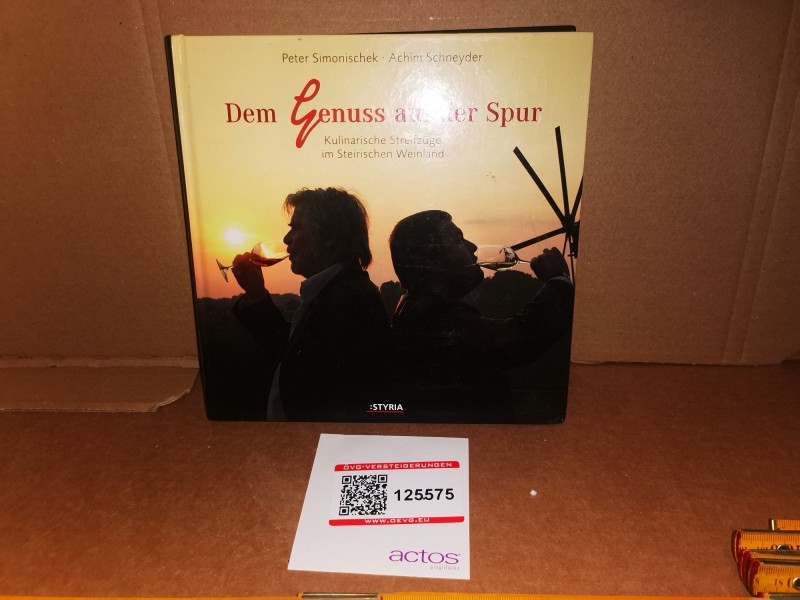 Peter Simonischek · Achim Schneyder
Dem Genuss auf der Spur
Kulinarische Streifzüge
im Steirischen Weinland
:STYRIA
ÖVG-VERSTEIGERUNGEN
125575
WWW.OEVG.EU
actos